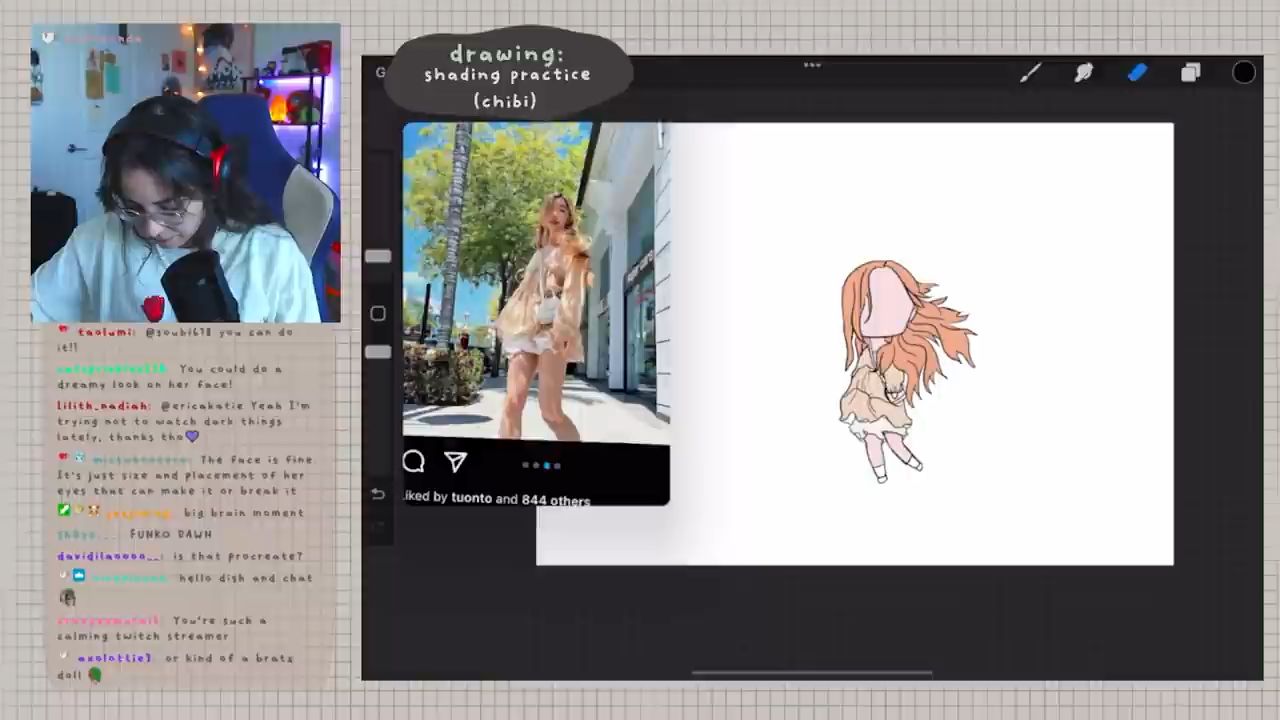 drawing:
shading practice
(chibi)
G
iked by tuonto and 844 others
taolumi: @soubi618 you can do
it!!
You could do a
dreamy look on her face!
lilith_nadiah: @ericakatie Yeah I'm
trying not to watch dark things
lately, thanks tho💜
The face is fine.
It's just size and placement of her
eyes that can make it or break it
big brain moment
FUNKO DAWN
is that procreate?
hello dish and chat
You're such a
calming twitch streamer
axolottie3 or kind of a bratz
doll